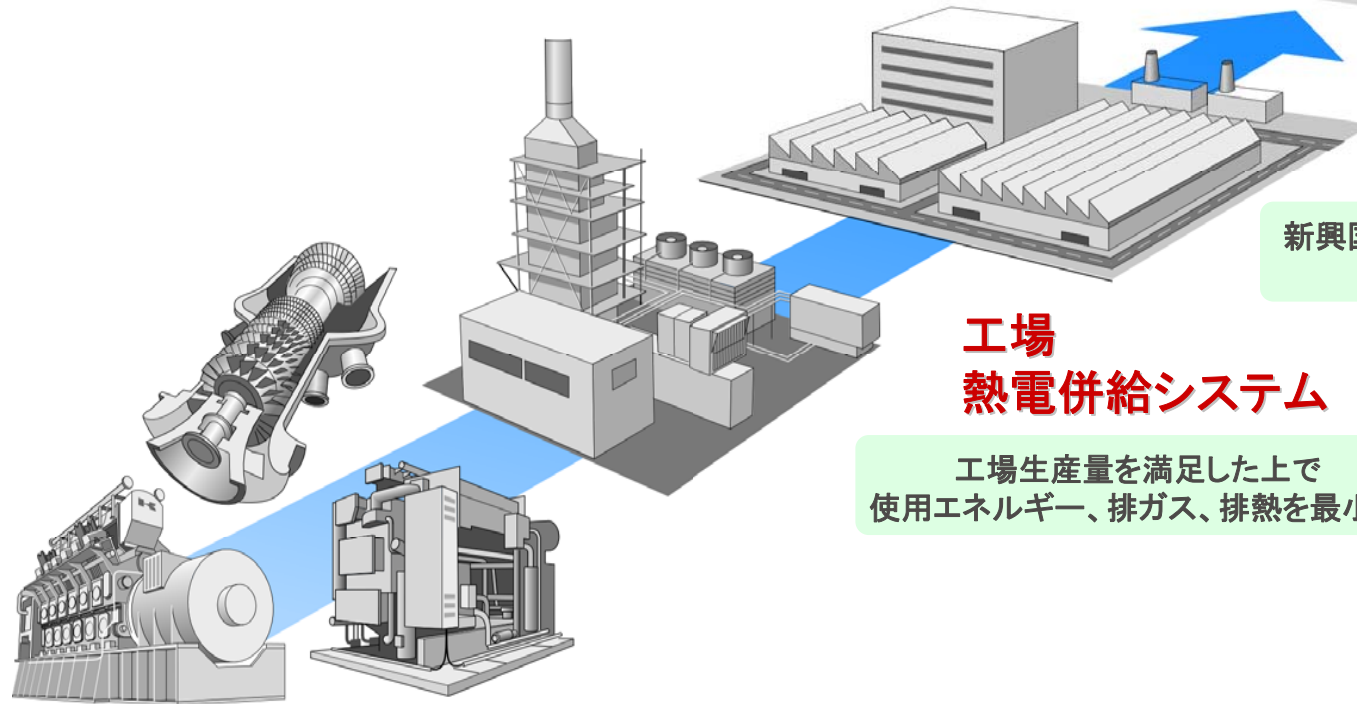 新興国
工場
熱電併給システム
工場生産量を満足した上で
使用エネルギー、排ガス、排熱を最小